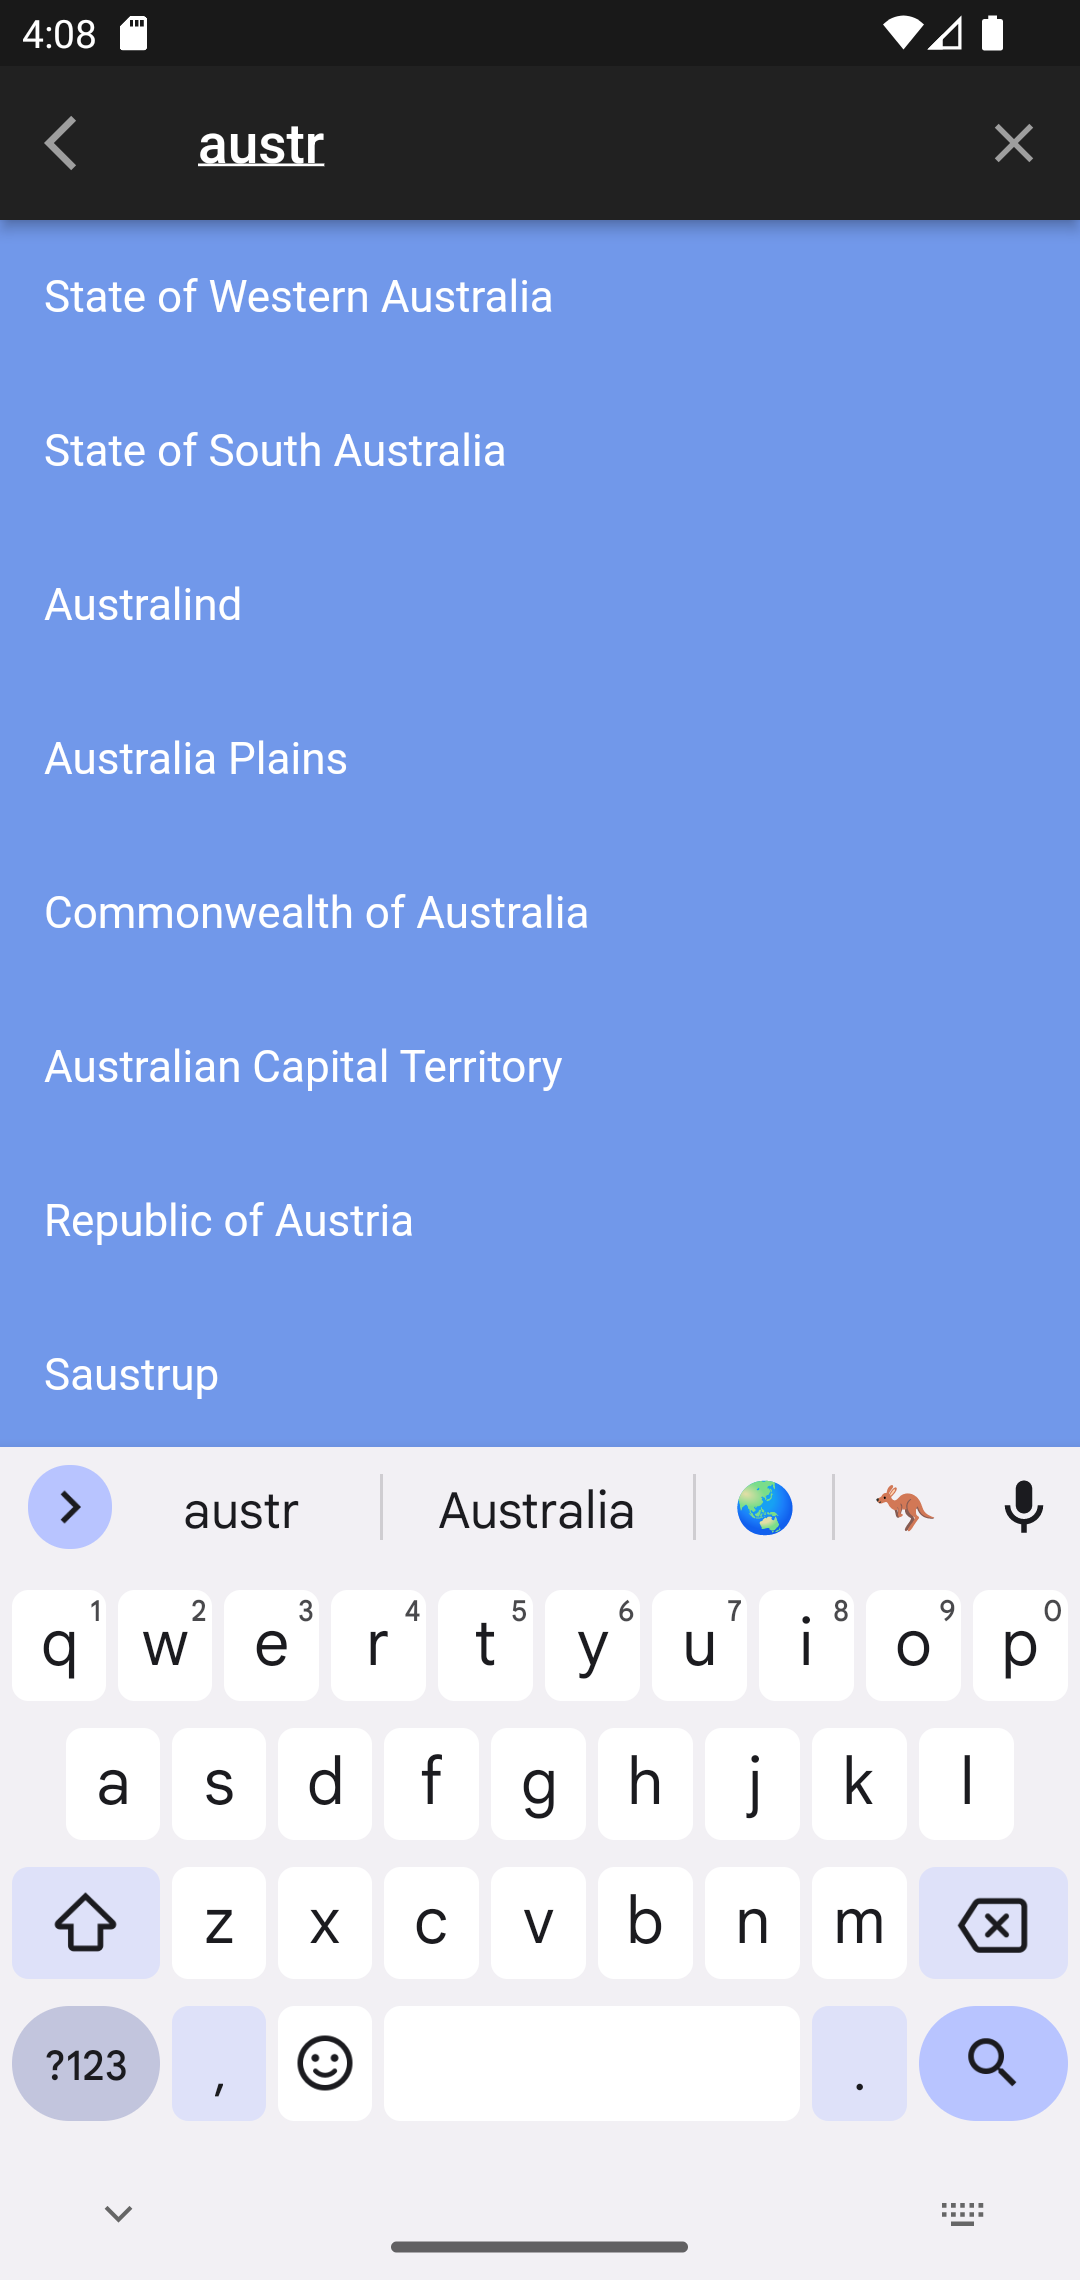 4:08
austr
State of Western Australia
State of South Australia
Australind
Australia Plains
Commonwealth of Australia
Australian Capital Territory
Republic of Austria
Saustrup
austr Australia
1 2 3 4 5 6 7 8 9 0
q w e r t y u i o p
a s d f g h j k l
z x c v b n m
?123 , .